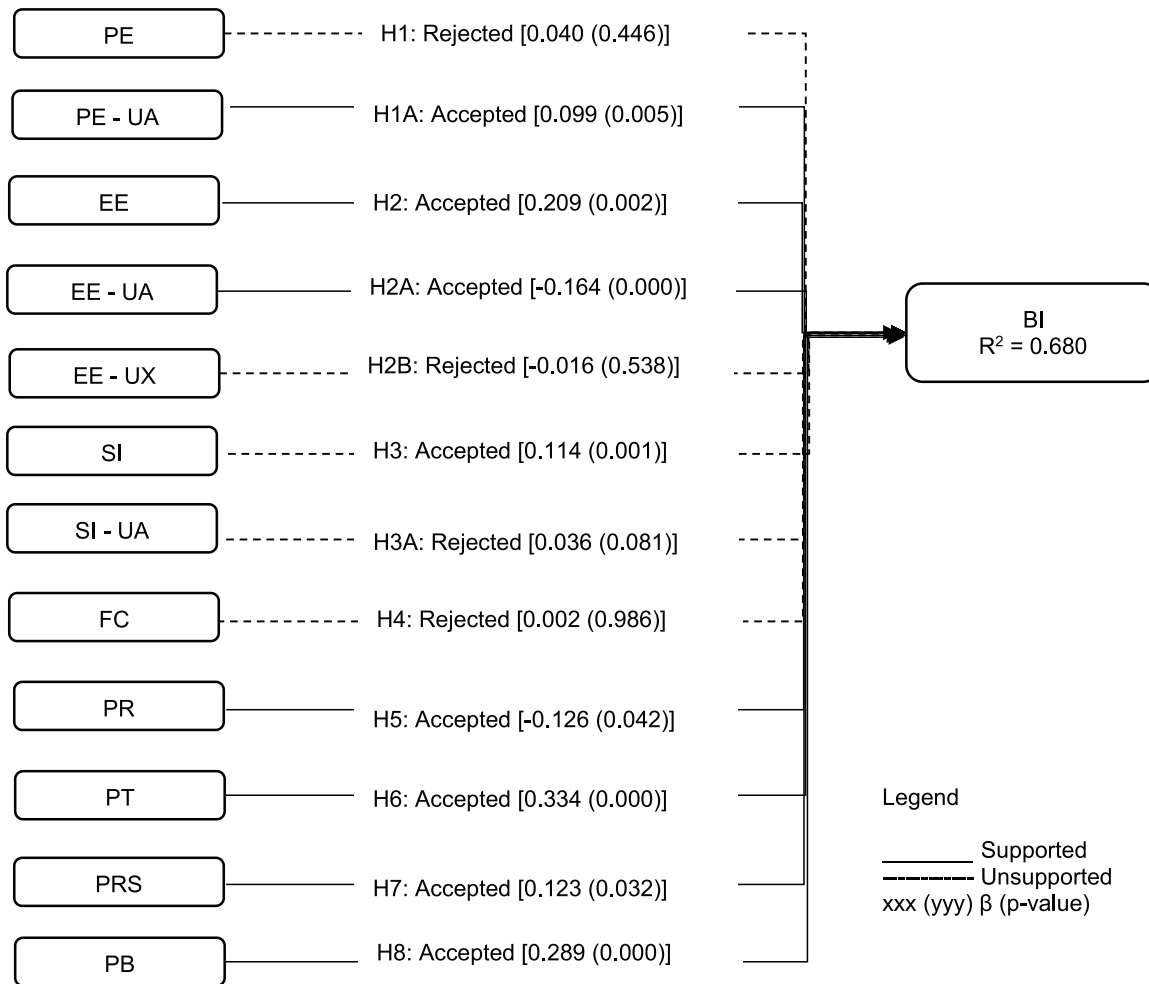 PE
H1: Rejected [0.040 (0.446)]
PE - UA
H1A: Accepted [0.099 (0.005)]
EE
H2: Accepted [0.209 (0.002)]
EE - UA
H2A: Accepted [-0.164 (0.000)]
BI
R² = 0.680
EE - UX
H2B: Rejected [-0.016 (0.538)]
SI
H3: Accepted [0.114 (0.001)]
SI - UA
H3A: Rejected [0.036 (0.081)]
FC
H4: Rejected [0.002 (0.986)]
PR
H5: Accepted [-0.126 (0.042)]
PT
H6: Accepted [0.334 (0.000)]
PRS
H7: Accepted [0.123 (0.032)]
PB
H8: Accepted [0.289 (0.000)]
Legend
Supported
Unsupported
xxx (yyy) β (p-value)